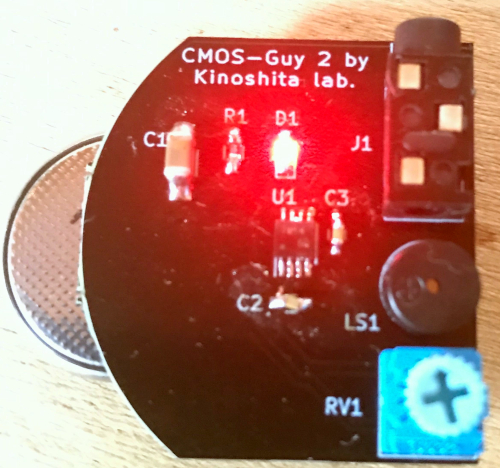 CMOS-Guy 2 by
Kinoshita lab.
R1 D1
C1
J1
U1 C3
C2
LS1
RV1